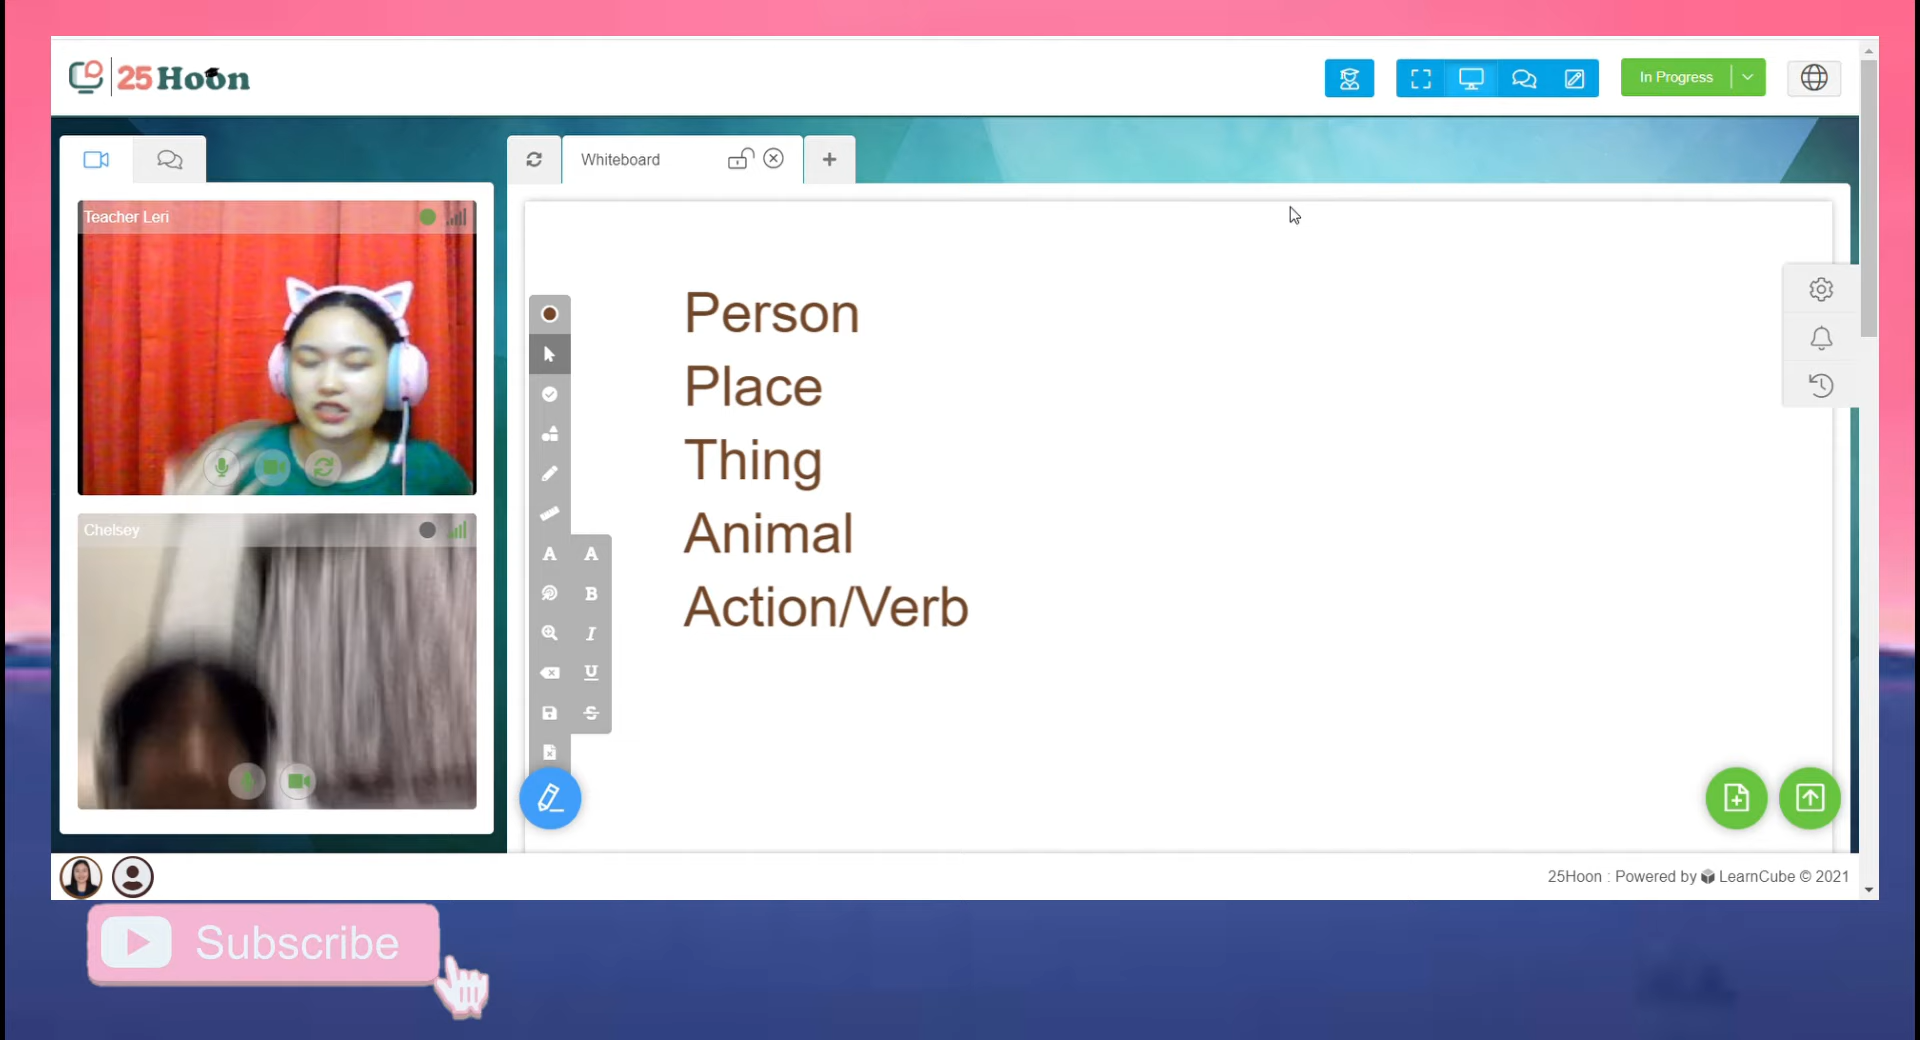 25Hoon
In Progress
Whiteboard
Teacher Leri
Person
Place
Thing
Animal
Action/Verb
Chelsey
A A
B
I
U
S
25Hoon : Powered by LearnCube © 2021
Subscribe